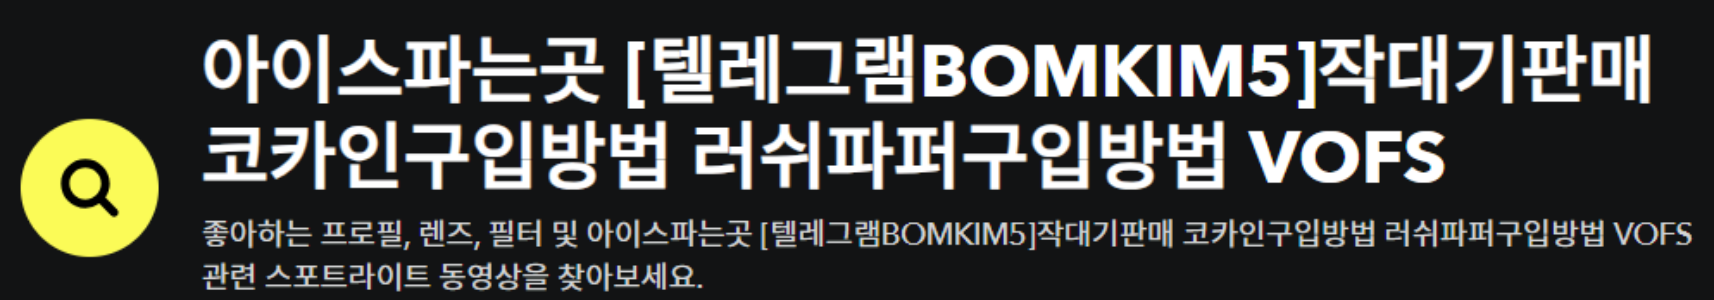 아이스파는곳 [텔레그램BOMKIM5]작대기판매
코카인구입방법 러쉬파퍼구입방법 VOFS
좋아하는 프로필, 렌즈, 필터 및 아이스파는곳 [텔레그램BOMKIM5]작대기판매 코카인구입방법 러쉬파퍼구입방법 VOFS
관련 스포트라이트 동영상을 찾아보세요.